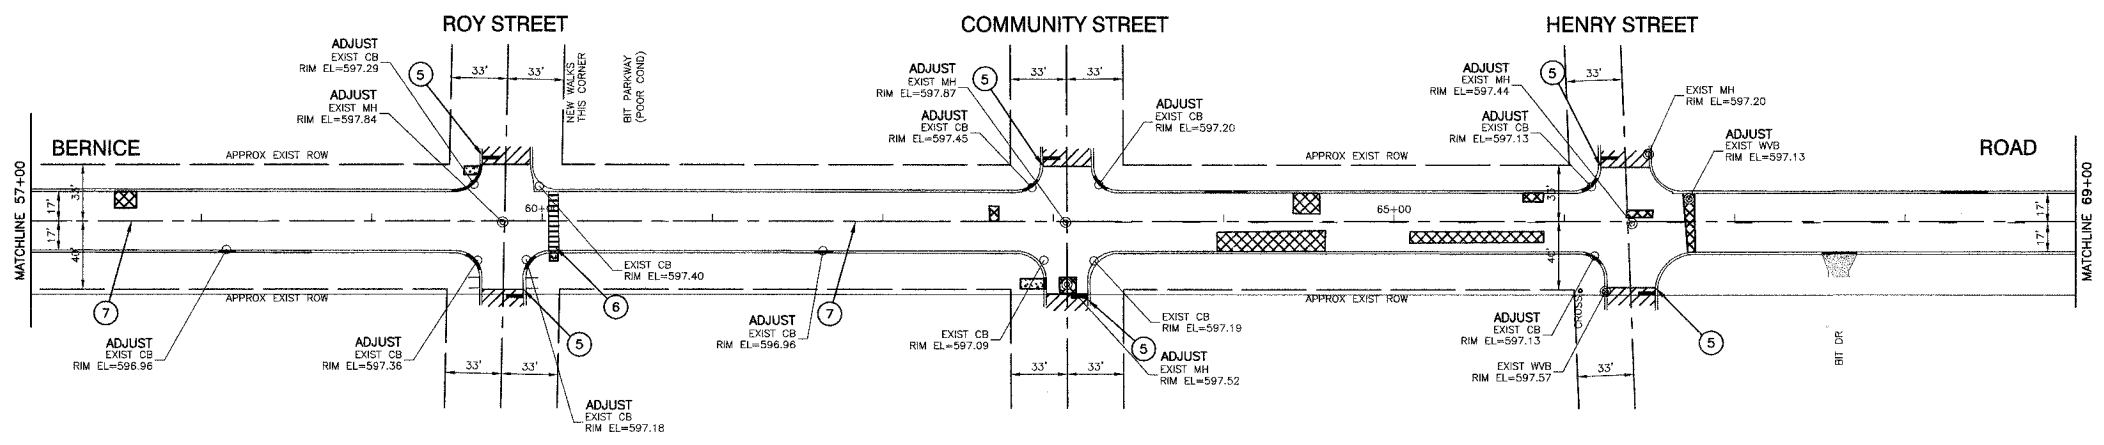 ROY STREET
COMMUNITY STREET
HENRY STREET
ADJUST
EXIST CB
RIM EL=597.29
5
33'
33'
NEW WALKS
THIS CORNER
BIT PARKWAY
(POOR COND)
ADJUST
EXIST MH
RIM EL=597.84
ADJUST
EXIST MH
RIM EL=597.87
5
33'
33'
ADJUST
EXIST CB
RIM EL=597.45
ADJUST
EXIST CB
RIM EL=597.20
ADJUST
EXIST MH
RIM EL=597.44
5
33'
ADJUST
EXIST CB
RIM EL=597.13
EXIST MH
RIM EL=597.20
ADJUST
EXIST WVB
RIM EL=597.13
BERNICE
ROAD
APPROX EXIST ROW
APPROX EXIST ROW
MATCHLINE 57+00
33'
17'
17'
40'
60+00
65+00
33'
40'
17'
17'
MATCHLINE 69+00
APPROX EXIST ROW
APPROX EXIST ROW
7
ADJUST
EXIST CB
RIM EL=596.96
ADJUST
EXIST CB
RIM EL=597.36
EXIST CB
RIM EL=597.40
6
5
33'
33'
ADJUST
EXIST CB
RIM EL=597.18
7
ADJUST
EXIST CB
RIM EL=596.96
EXIST CB
RIM EL=597.09
EXIST CB
RIM EL=597.19
5
ADJUST
EXIST MH
RIM EL=597.52
33'
33'
CROSS
ADJUST
EXIST CB
RIM EL=597.13
EXIST WVB
RIM EL=597.57
33'
5
BIT DR